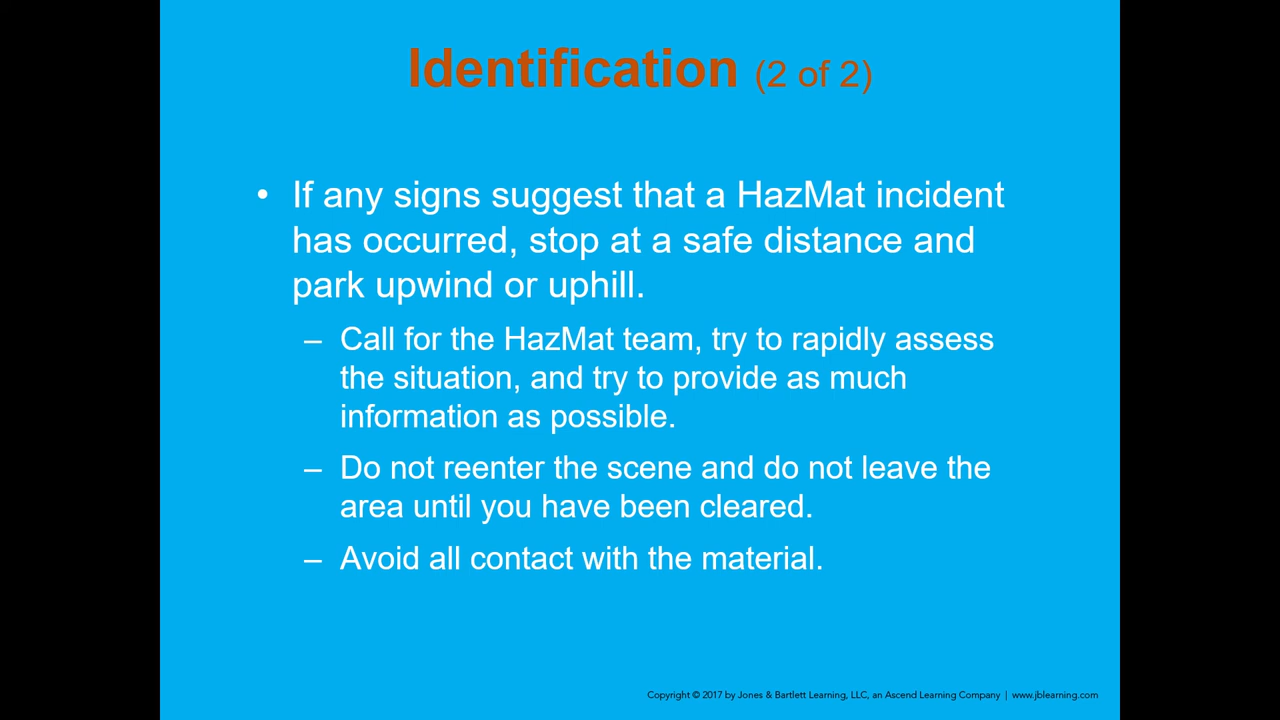 Identification (2 of 2)
• If any signs suggest that a HazMat incident
has occurred, stop at a safe distance and
park upwind or uphill.
– Call for the HazMat team, try to rapidly assess
the situation, and try to provide as much
information as possible.
– Do not reenter the scene and do not leave the
area until you have been cleared.
– Avoid all contact with the material.
Copyright © 2017 by Jones & Bartlett Learning, LLC, an Ascend Learning Company | www.jblearning.com